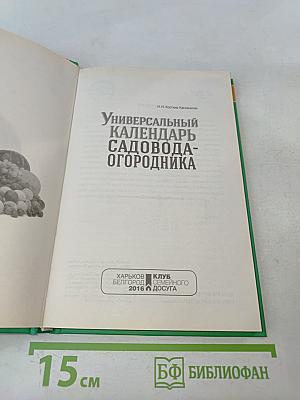 УНИВЕРСАЛЬНЫЙ
КАЛЕНДАРЬ
САДОВОДА-
ОГОРОДНИКА
ХАРЬКОВ КЛУБ
БЕЛГОРОД СЕМЕЙНОГО
2016 ДОСУГА
15 см
БФ БИБЛИОФАН